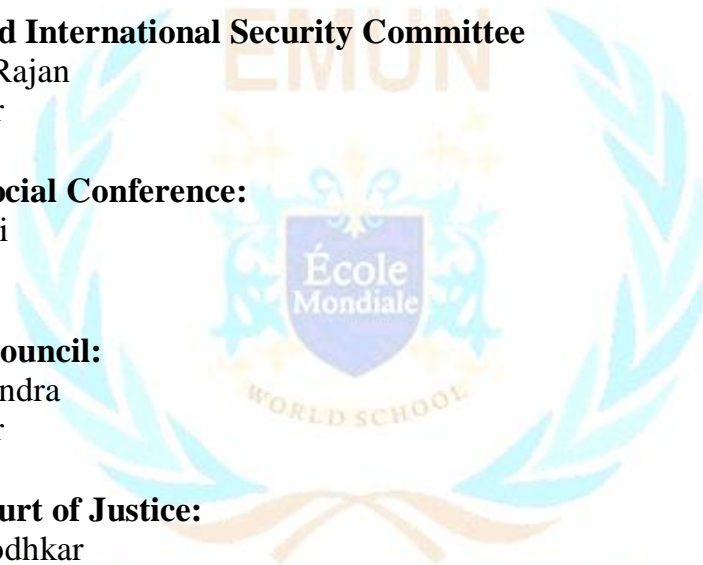 d International Security Committee
EMUN
Rajan
r
ocial Conference:
i
École
Mondiale
ouncil:
ndra
WORLD SCHOOL
r
urt of Justice:
odhkar